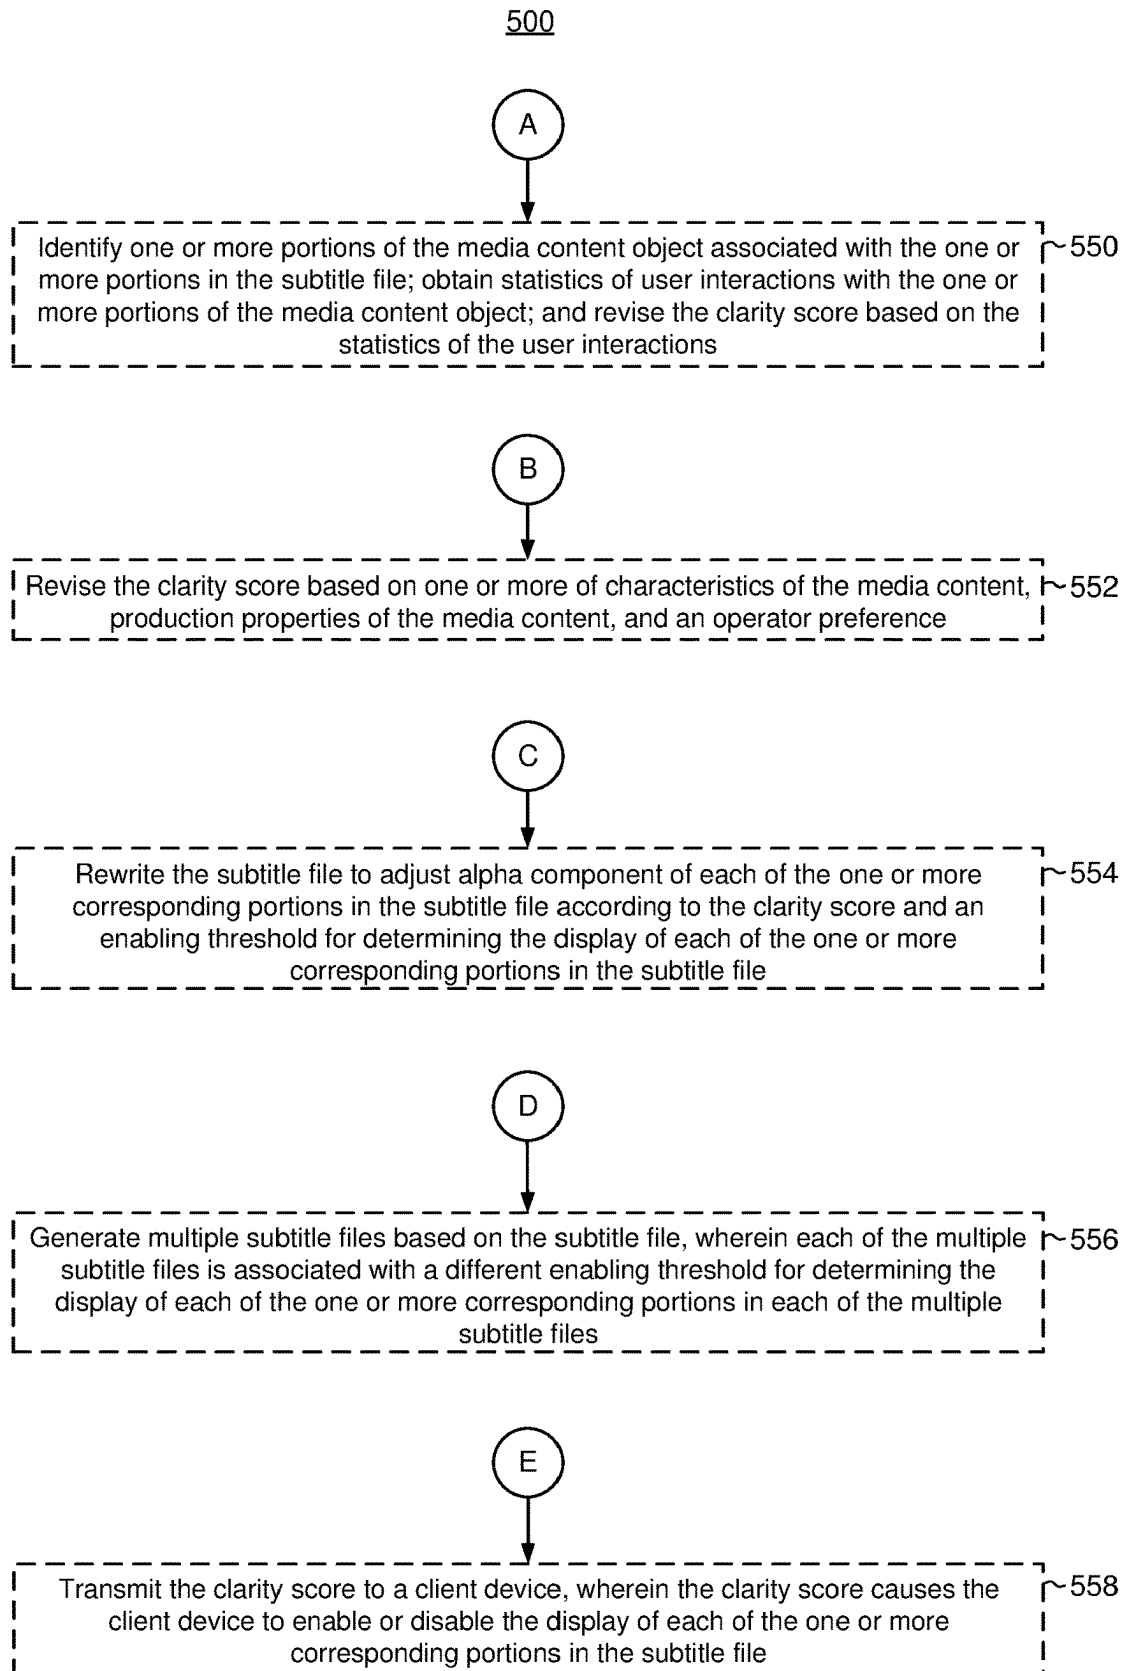 500
A
Identify one or more portions of the media content object associated with the one or
more portions in the subtitle file; obtain statistics of user interactions with the one or
more portions of the media content object; and revise the clarity score based on the
statistics of the user interactions
550
B
Revise the clarity score based on one or more of characteristics of the media content,
production properties of the media content, and an operator preference
552
C
Rewrite the subtitle file to adjust alpha component of each of the one or more
corresponding portions in the subtitle file according to the clarity score and an
enabling threshold for determining the display of each of the one or more
corresponding portions in the subtitle file
554
D
Generate multiple subtitle files based on the subtitle file, wherein each of the multiple
subtitle files is associated with a different enabling threshold for determining the
display of each of the one or more corresponding portions in each of the multiple
subtitle files
556
E
Transmit the clarity score to a client device, wherein the clarity score causes the
client device to enable or disable the display of each of the one or more
corresponding portions in the subtitle file
558